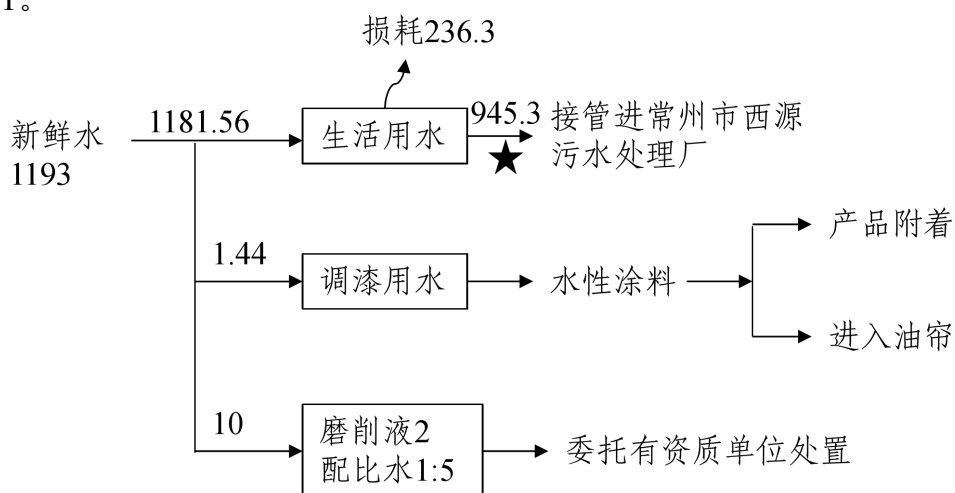 1。
损耗236.3
新鲜水
1193
1181.56
生活用水
945.3
接管进常州市西源
污水处理厂
产品附着
1.44
调漆用水
水性涂料
进入油帘
10
磨削液2
配比水1:5
委托有资质单位处置